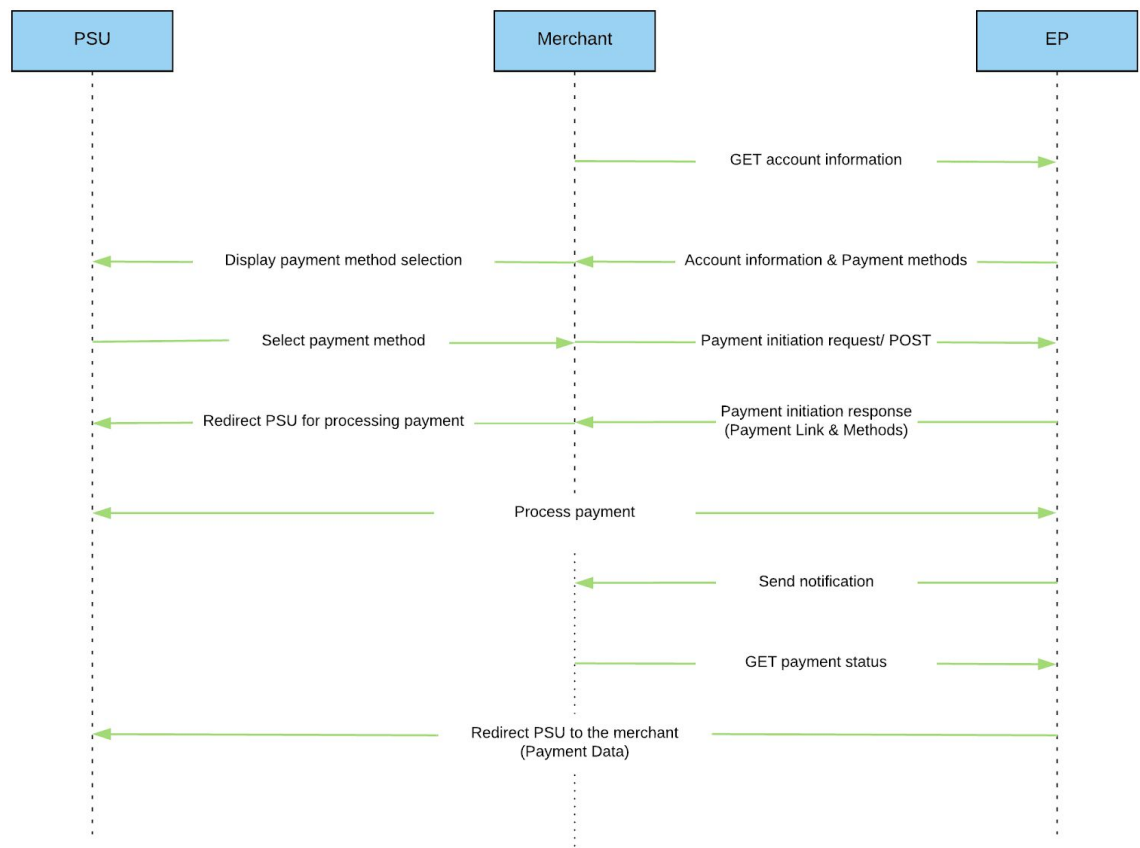 PSU
Merchant
EP
GET account information
Display payment method selection
Account information & Payment methods
Select payment method
Payment initiation request/ POST
Redirect PSU for processing payment
Payment initiation response
(Payment Link & Methods)
Process payment
Send notification
GET payment status
Redirect PSU to the merchant
(Payment Data)